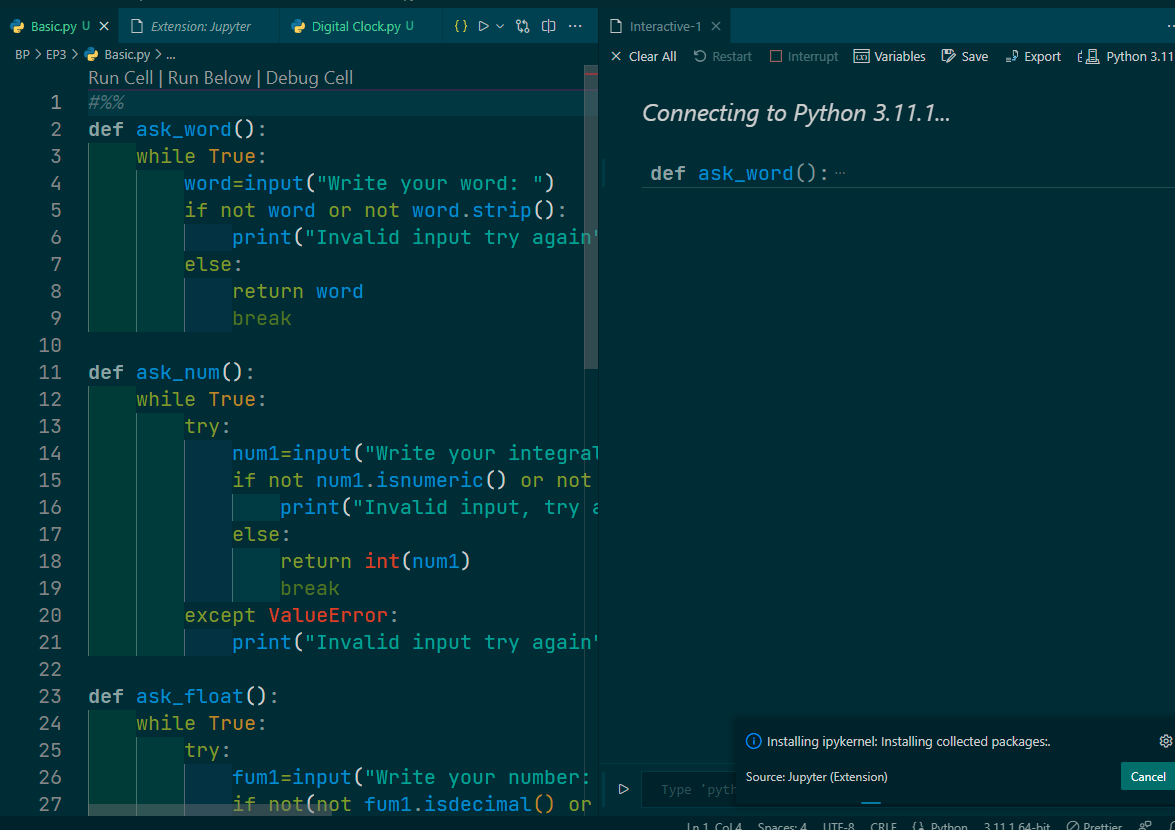 Basic.py U
Extension: Jupyter
Digital Clock.py U
Interactive-1
BP > EP3 > Basic.py > ...
Clear All Restart Interrupt Variables Save Export Python 3.11
Run Cell | Run Below | Debug Cell
1 #%%
2 def ask_word():
3 while True:
4 word=input("Write your word: ")
5 if not word or not word.strip():
6 print("Invalid input try again"
7 else:
8 return word
9 break
10
11 def ask_num():
12 while True:
13 try:
14 num1=input("Write your integral
15 if not num1.isnumeric() or not
16 print("Invalid input, try a
17 else:
18 return int(num1)
19 break
20 except ValueError:
21 print("Invalid input try again"
22
23 def ask_float():
24 while True:
25 try:
26 fum1=input("Write your number:
27 if not(not fum1.isdecimal() or
Connecting to Python 3.11.1...
def ask_word():...
Installing ipykernel: Installing collected packages:.
Source: Jupyter (Extension)
Cancel
Type 'pyth
Ln 1, Col 4 Spaces: 4 UTF-8 CRLF {} Python 3.11.1 64-bit Prettier